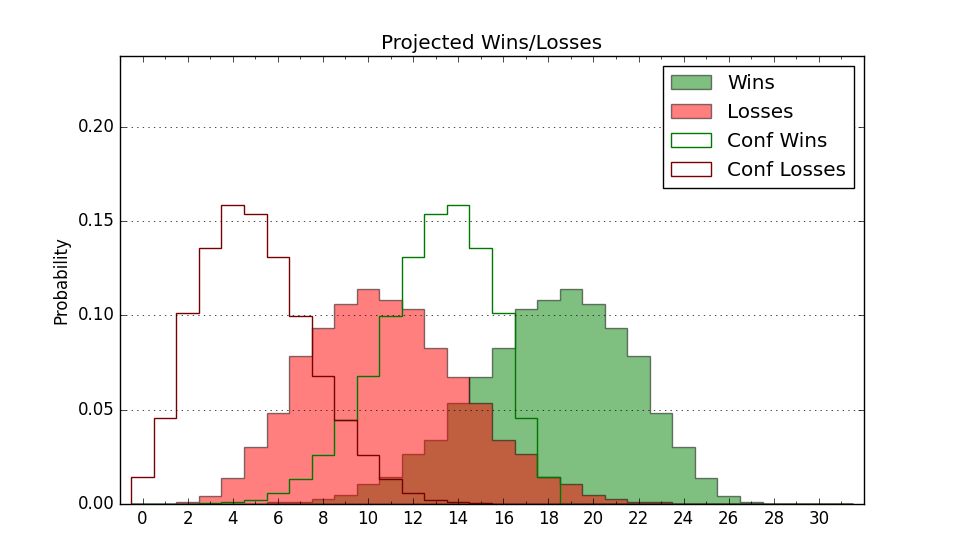 Projected Wins/Losses
Wins
Losses
Conf Wins
Conf Losses
Probability
0.20
0.15
0.10
0.05
0.00
0 2 4 6 8 10 12 14 16 18 20 22 24 26 28 30